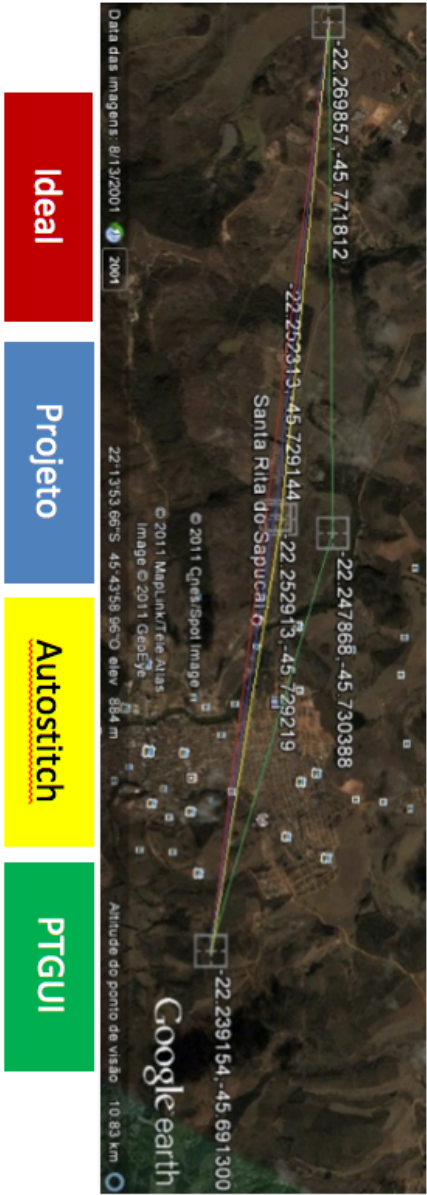 -22.269857,-45.771812
-22.247868,-45.730388
-22.252313,-45.729144
-22.252913,-45.729219
Santa Rita do Sapucaí
-22.239154,-45.691300
© 2011 Cnes/Spot Image
© 2011 MapLink/Tele Atlas
Image © 2011 GeoEye
Google earth
Data das imagens: 8/13/2001
2001
22°13'53.66"S 45°43'58.96"O elev 884 m
Altitude do ponto de visão 10.83 km
Ideal
Projeto
Autostitch
PTGUI